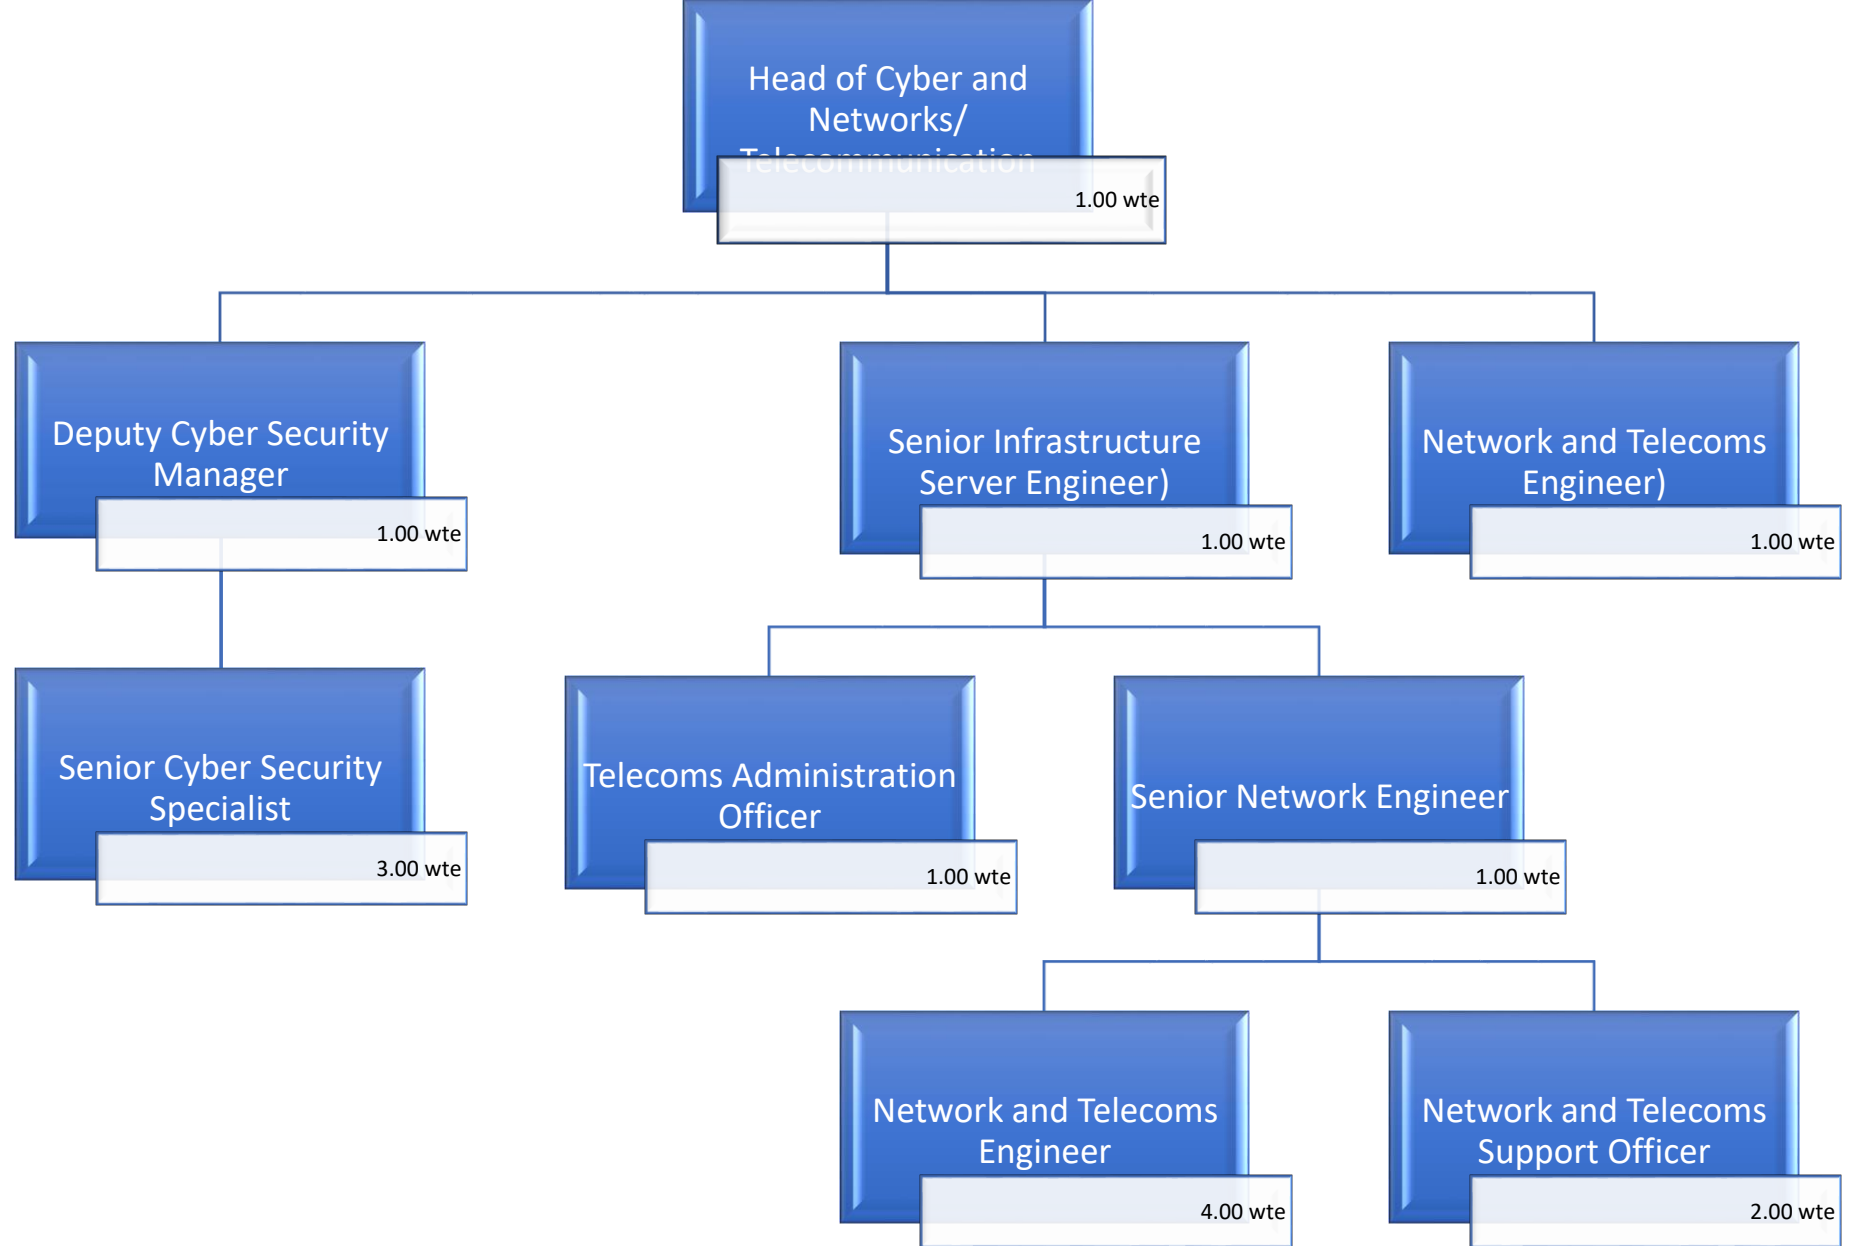 Head of Cyber and
Networks/
Telecommunication
1.00 wte
Deputy Cyber Security
Manager
1.00 wte
Senior Infrastructure
Server Engineer)
1.00 wte
Network and Telecoms
Engineer)
1.00 wte
Senior Cyber Security
Specialist
3.00 wte
Telecoms Administration
Officer
1.00 wte
Senior Network Engineer
1.00 wte
Network and Telecoms
Engineer
4.00 wte
Network and Telecoms
Support Officer
2.00 wte